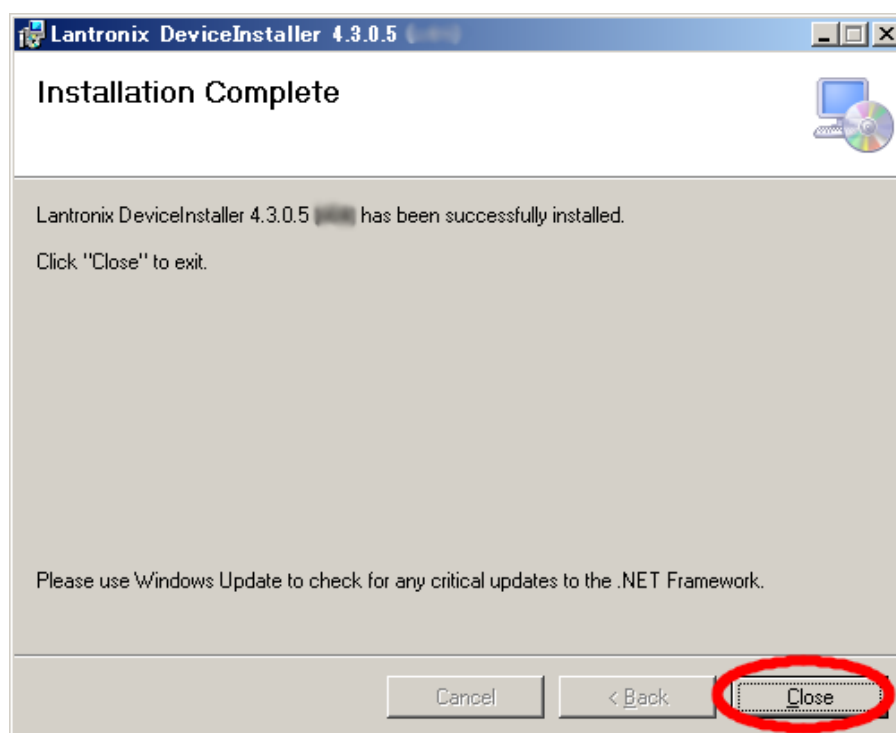 Lantronix DeviceInstaller 4.3.0.5
Installation Complete
Lantronix DeviceInstaller 4.3.0.5 has been successfully installed.
Click "Close" to exit.
Please use Windows Update to check for any critical updates to the .NET Framework.
Cancel < Back Close